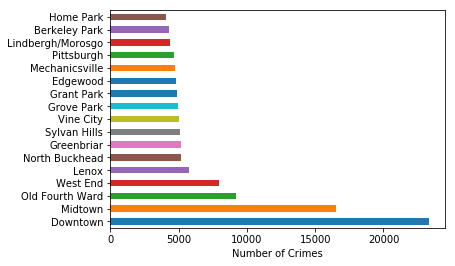 Home Park
Berkeley Park
Lindbergh/Morosgo
Pittsburgh
Mechanicsville
Edgewood
Grant Park
Grove Park
Vine City
Sylvan Hills
Greenbriar
North Buckhead
Lenox
West End
Old Fourth Ward
Midtown
Downtown
0 5000 10000 15000 20000
Number of Crimes